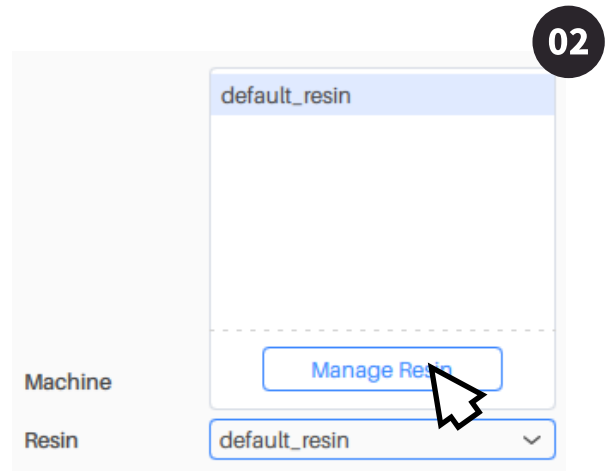 02
default_resin
Manage Resin
Machine
Resin
default_resin